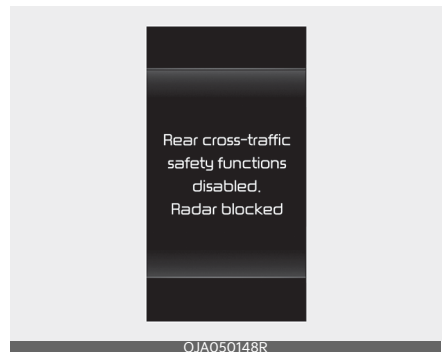 Rear cross-traffic
safety functions
disabled.
Radar blocked
OJA050148R